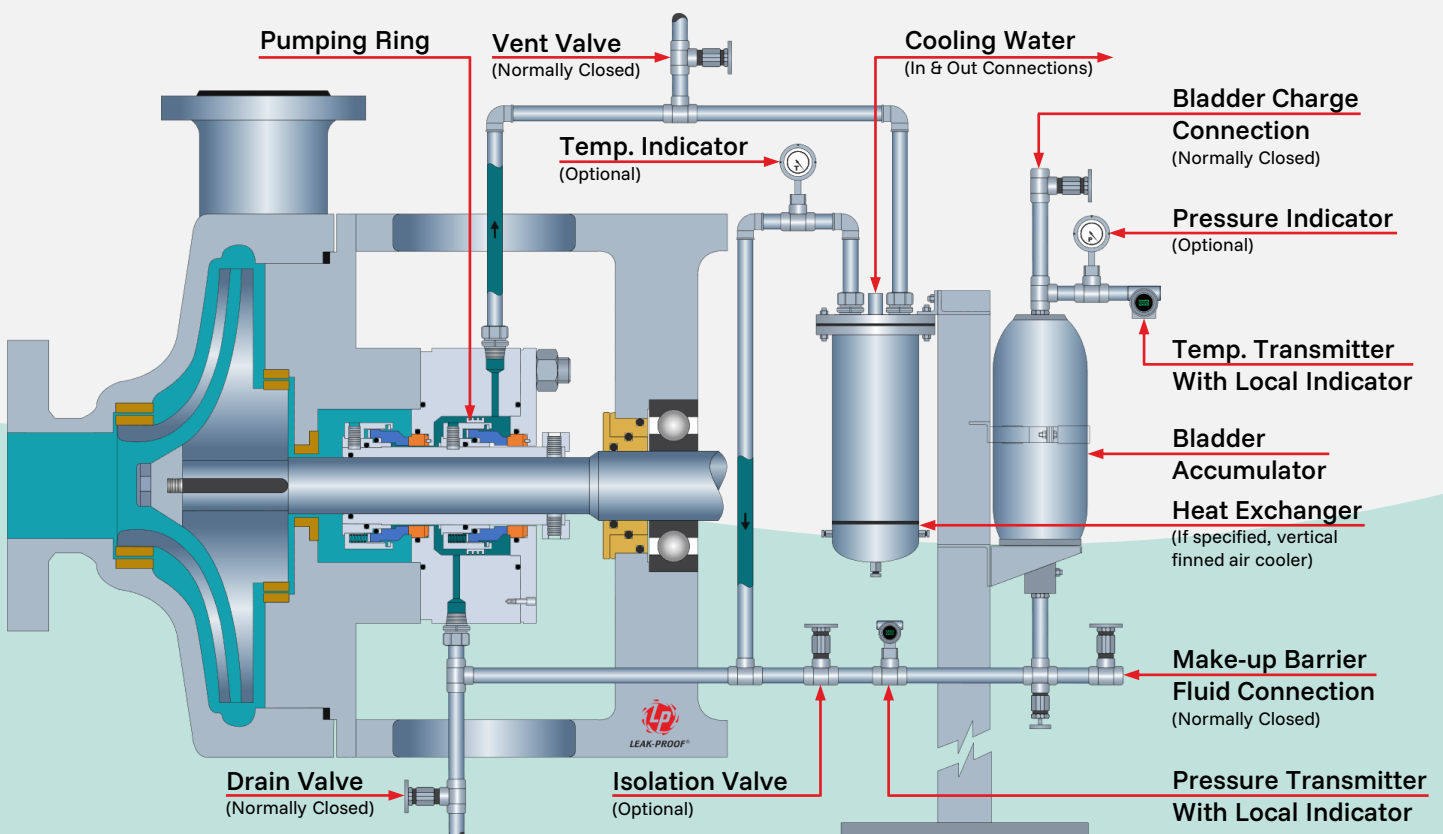 Pumping Ring
Vent Valve
(Normally Closed)
Cooling Water
(In & Out Connections)
Bladder Charge
Connection
(Normally Closed)
Temp. Indicator
(Optional)
T
Pressure Indicator
(Optional)
P
Temp. Transmitter
With Local Indicator
Bladder
Accumulator
Heat Exchanger
(If specified, vertical
finned air cooler)
Make-up Barrier
Fluid Connection
(Normally Closed)
Lp
LEAK-PROOF®
Drain Valve
(Normally Closed)
Isolation Valve
(Optional)
Pressure Transmitter
With Local Indicator